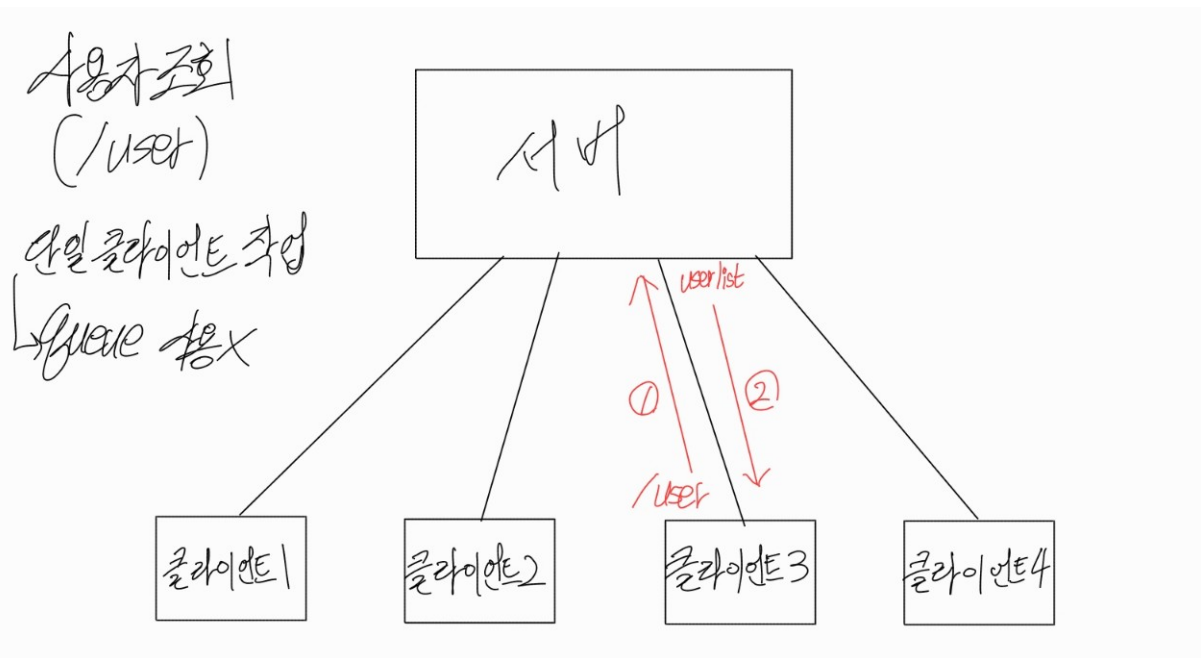 사용자 조회
(/user)
단일 클라이언트 작업
Queue 사용 X
서버
userlist
①
②
/user
클라이언트1
클라이언트2
클라이언트3
클라이언트4